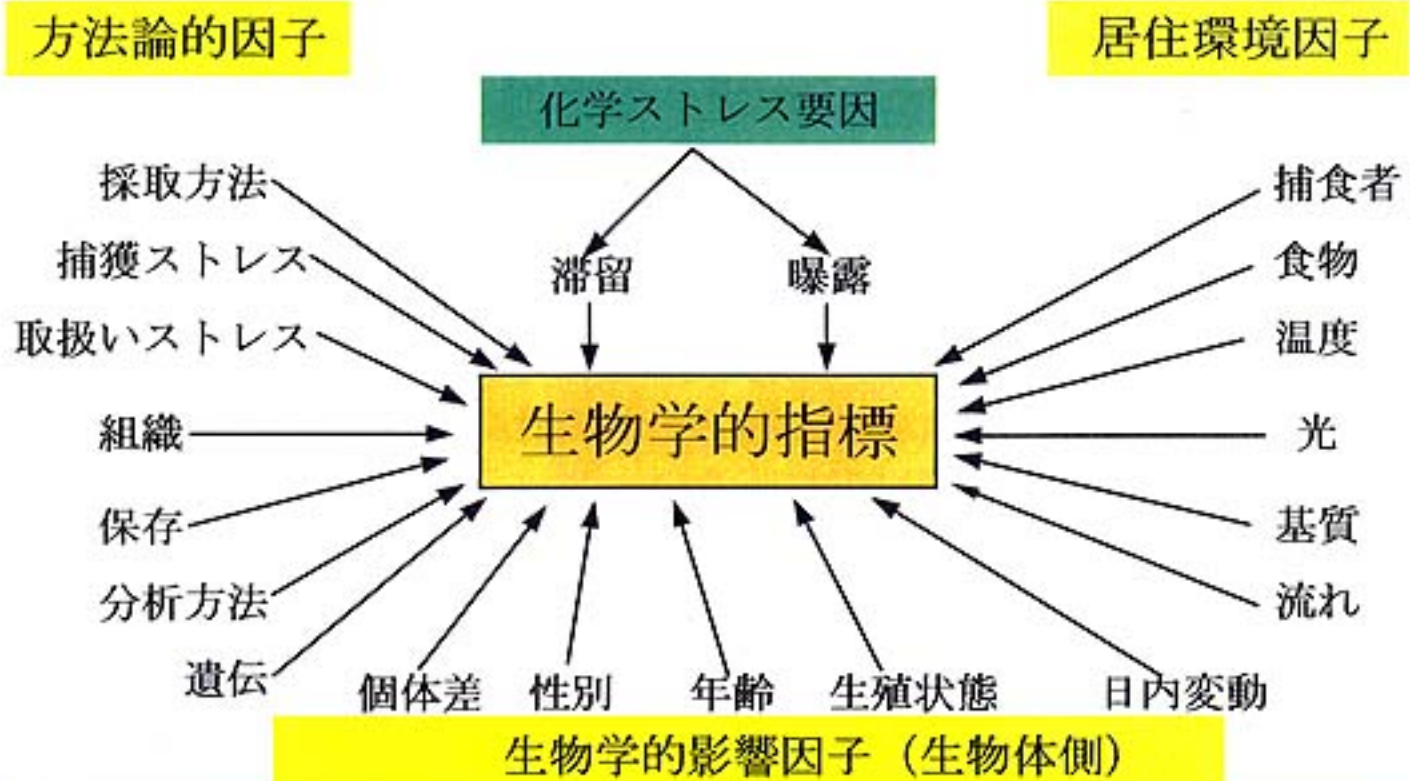 方法論的因子
居住環境因子
化学ストレス要因
採取方法
捕獲ストレス
取扱いストレス
組織
保存
分析方法
遺伝
滞留
曝露
生物学的指標
捕食者
食物
温度
光
基質
流れ
個体差
性別
年齢
生殖状態
日内変動
生物学的影響因子（生物体側）